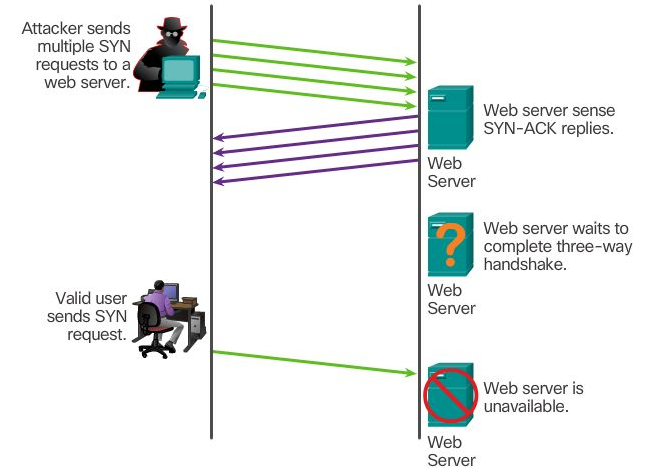 Attacker sends
multiple SYN
requests to a
web server.
Web server sense
SYN-ACK replies.
Web
Server
Web server waits to
complete three-way
handshake.
Web
Server
Valid user
sends SYN
request.
Web server is
unavailable.
Web
Server